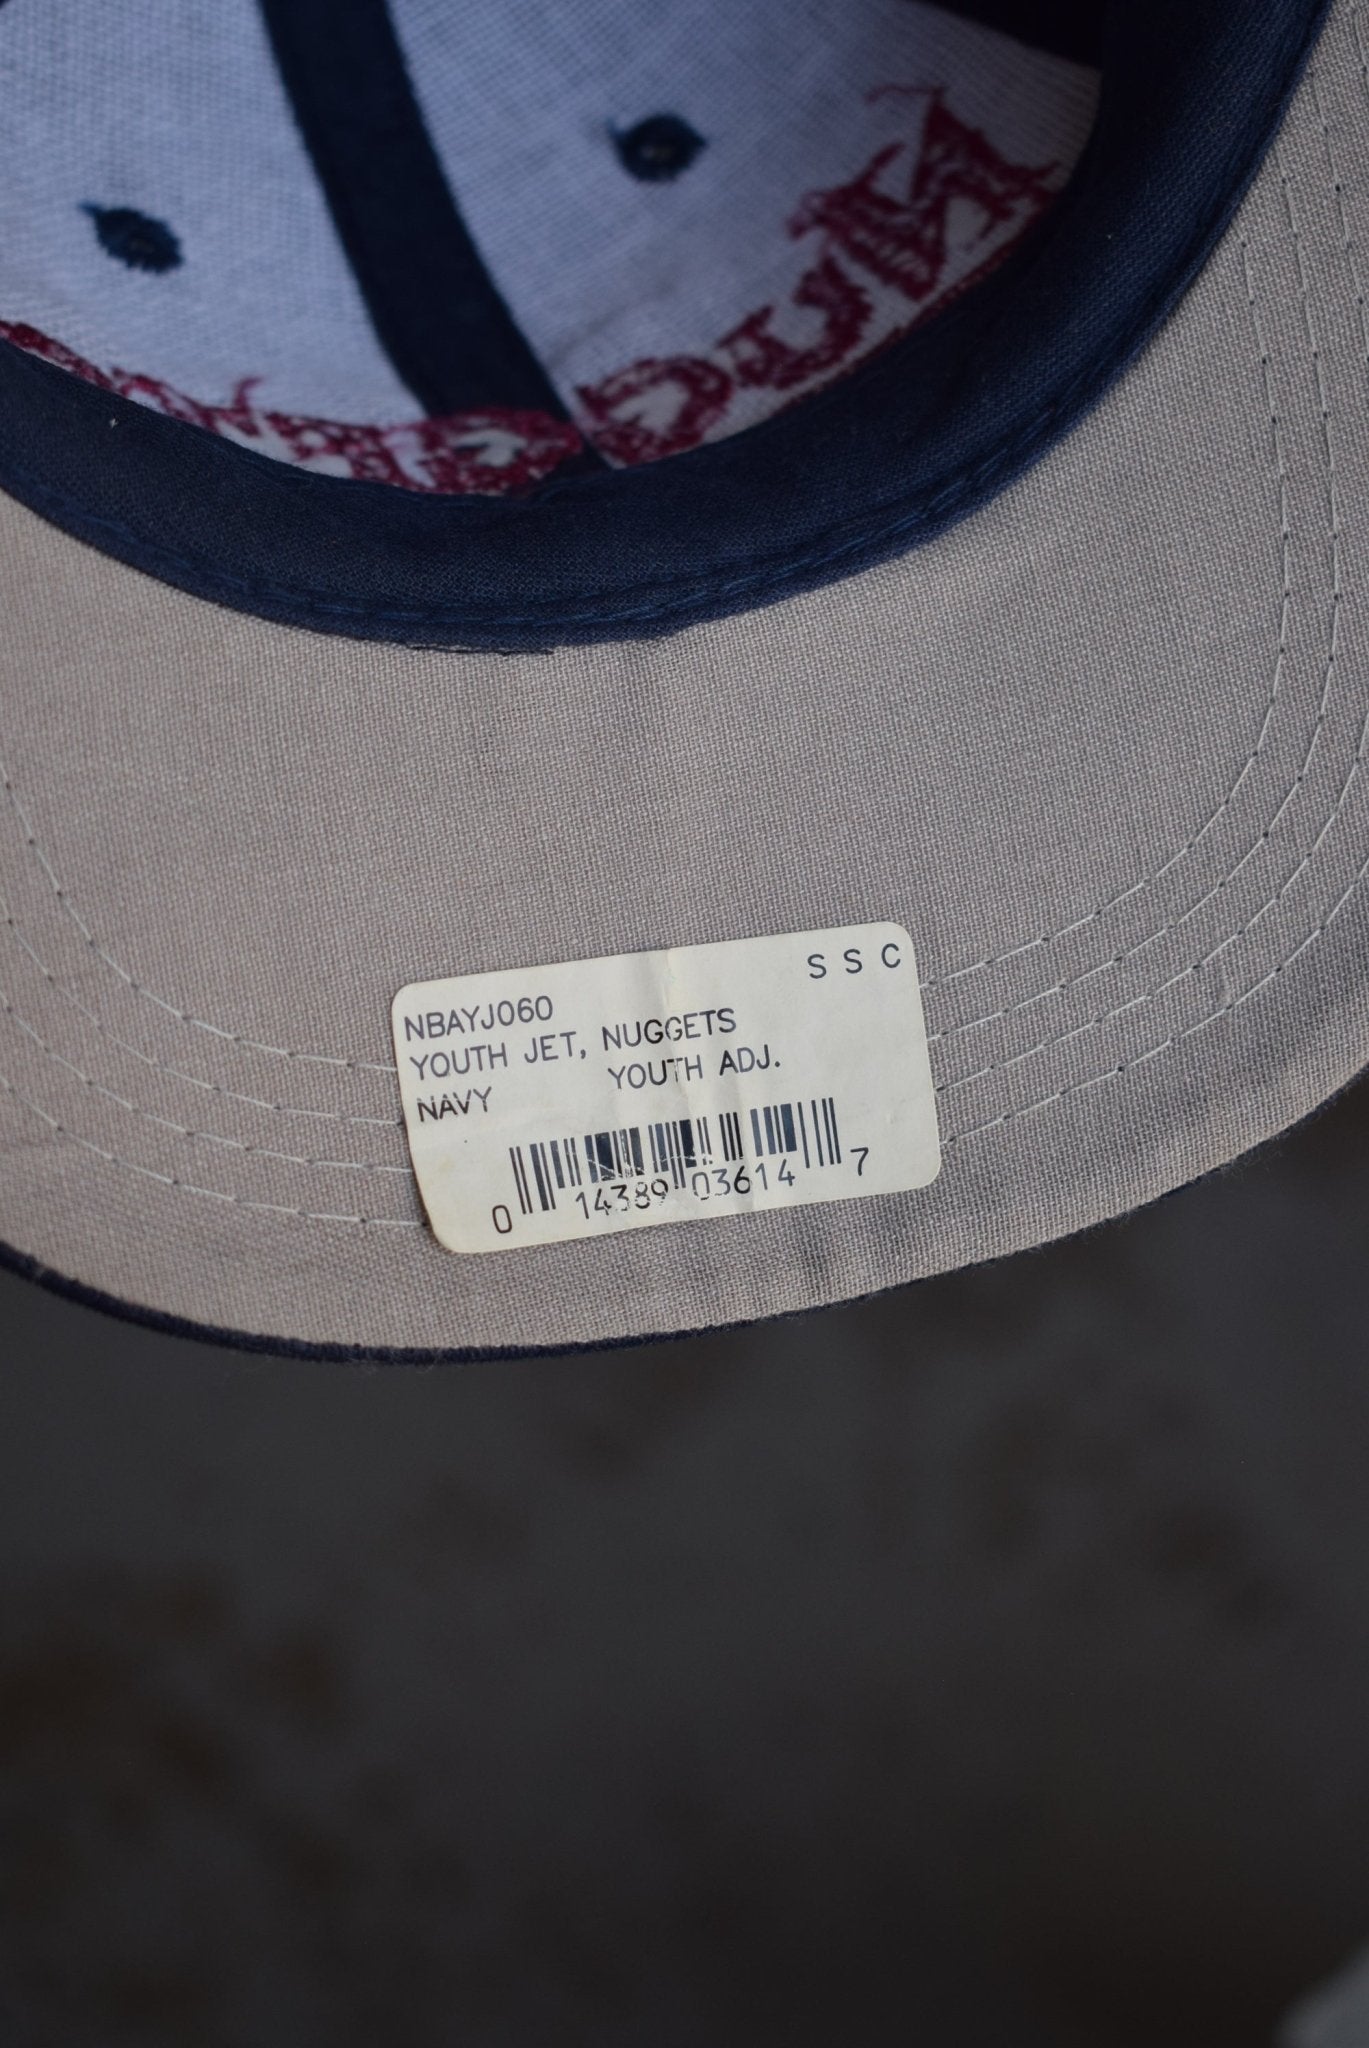 S S C
NBAYJ060
YOUTH JET, NUGGETS
NAVY YOUTH ADJ.
0 14389 03614 7